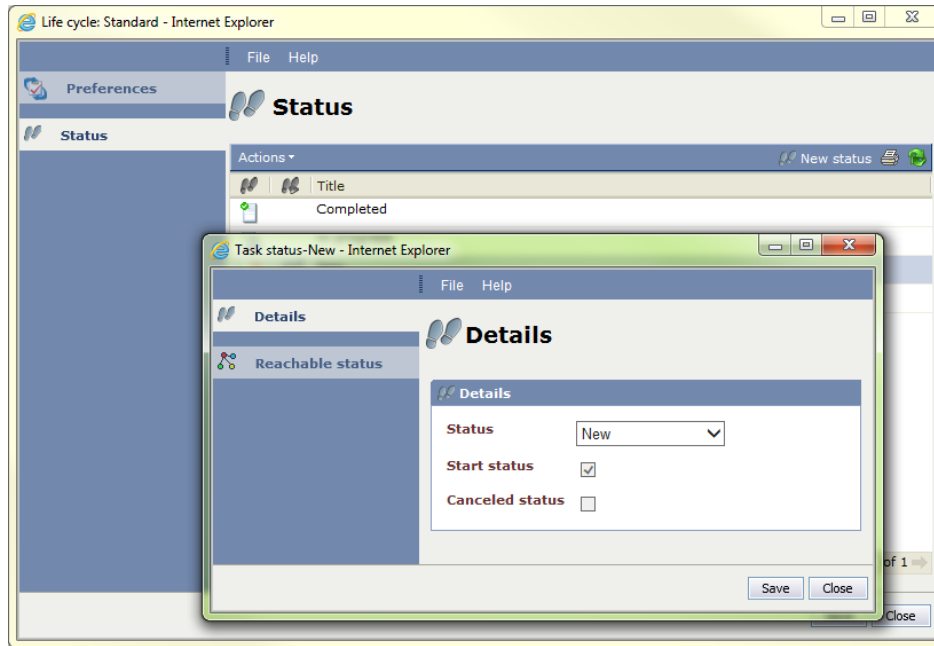 Life cycle: Standard - Internet Explorer
File Help
Preferences
Status
Status
Actions
New status
Title
Completed
Task status-New - Internet Explorer
File Help
Details
Reachable status
Details
Details
Status New
Start status
Canceled status
of 1
Save Close
Close